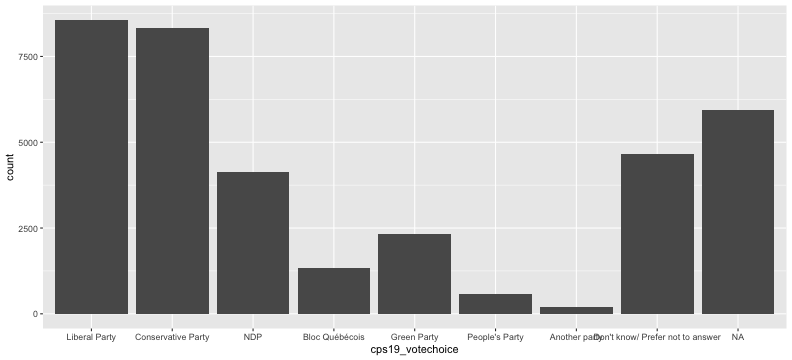 7500
5000
2500
0
count
Liberal Party
Conservative Party
NDP
Bloc Québécois
Green Party
People's Party
Another party
Don't know/ Prefer not to answer
NA
cps19_votechoice